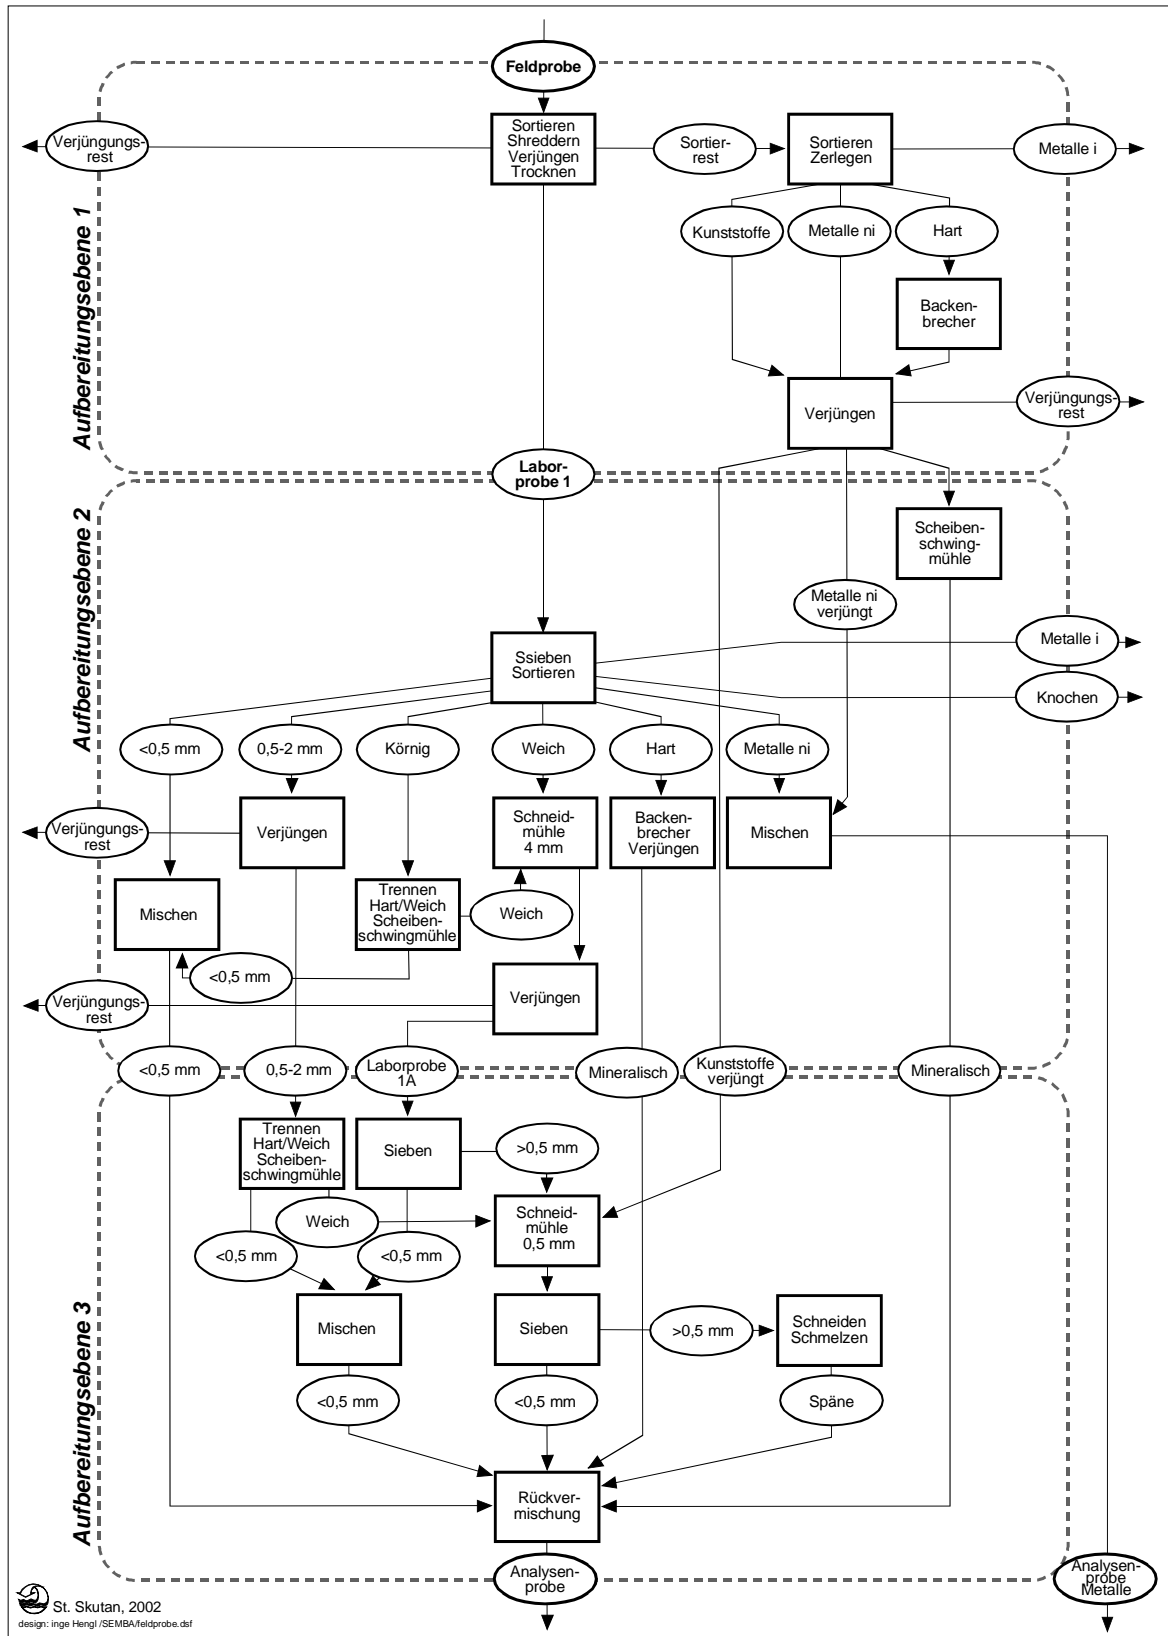 Feldprobe
Verjüngungs-
rest
Sortieren
Shreddern
Verjüngen
Trocknen
Sortier-
rest
Sortieren
Zerlegen
Metalle i
Kunststoffe
Metalle ni
Hart
Backen-
brecher
Aufbereitungsebene 1
Verjüngen
Verjüngungs-
rest
Labor-
probe 1
Aufbereitungsebene 2
Scheiben-
schwing-
mühle
Metalle ni
verjüngt
Ssieben
Sortieren
Metalle i
Knochen
<0,5 mm
0,5-2 mm
Körnig
Weich
Hart
Metalle ni
Verjüngungs-
rest
Verjüngen
Schneid-
mühle
4 mm
Backen-
brecher
Verjüngen
Mischen
Mischen
Trennen
Hart/Weich
Scheiben-
schwingmühle
Weich
<0,5 mm
Verjüngungs-
rest
Verjüngen
<0,5 mm
0,5-2 mm
Laborprobe
1A
Mineralisch
Kunststoffe
verjüngt
Mineralisch
Trennen
Hart/Weich
Scheiben-
schwingmühle
Sieben
>0,5 mm
Weich
Schneid-
mühle
0,5 mm
<0,5 mm
<0,5 mm
Aufbereitungsebene 3
Mischen
Sieben
>0,5 mm
Schneiden
Schmelzen
<0,5 mm
<0,5 mm
Späne
Rückver-
mischung
Analysen-
probe
Analysen-
probe
Metalle
St. Skutan, 2002
design: inge Hengl /SEMBA/feldprobe.dsf